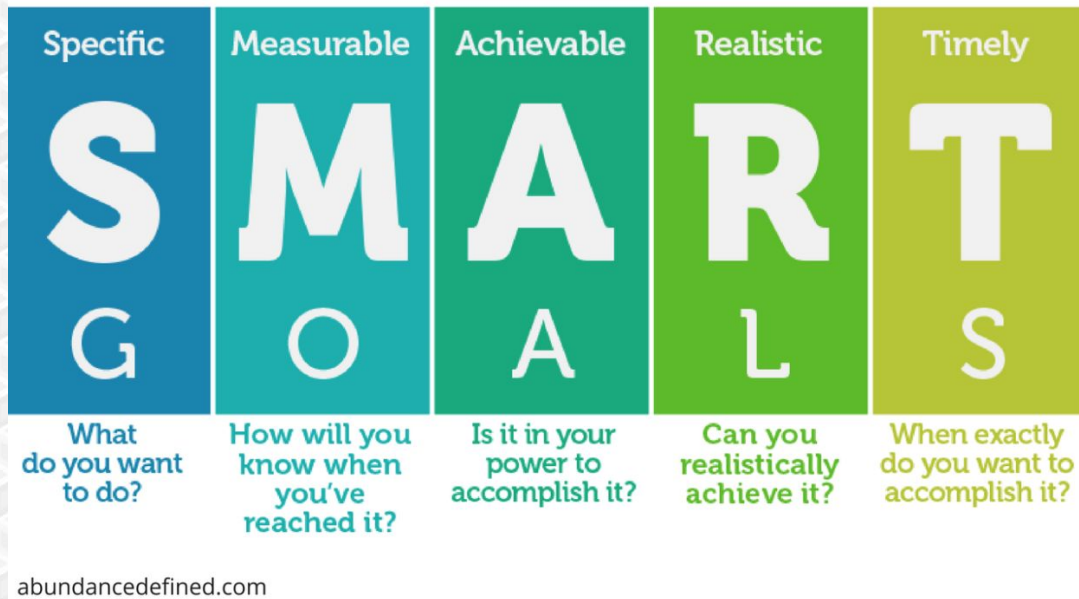 Specific
Measurable
Achievable
Realistic
Timely
S
M
A
R
T
G
O
A
L
S
What
do you want
to do?
How will you
know when
you've
reached it?
Is it in your
power to
accomplish it?
Can you
realistically
achieve it?
When exactly
do you want to
accomplish it?
abundancedefined.com